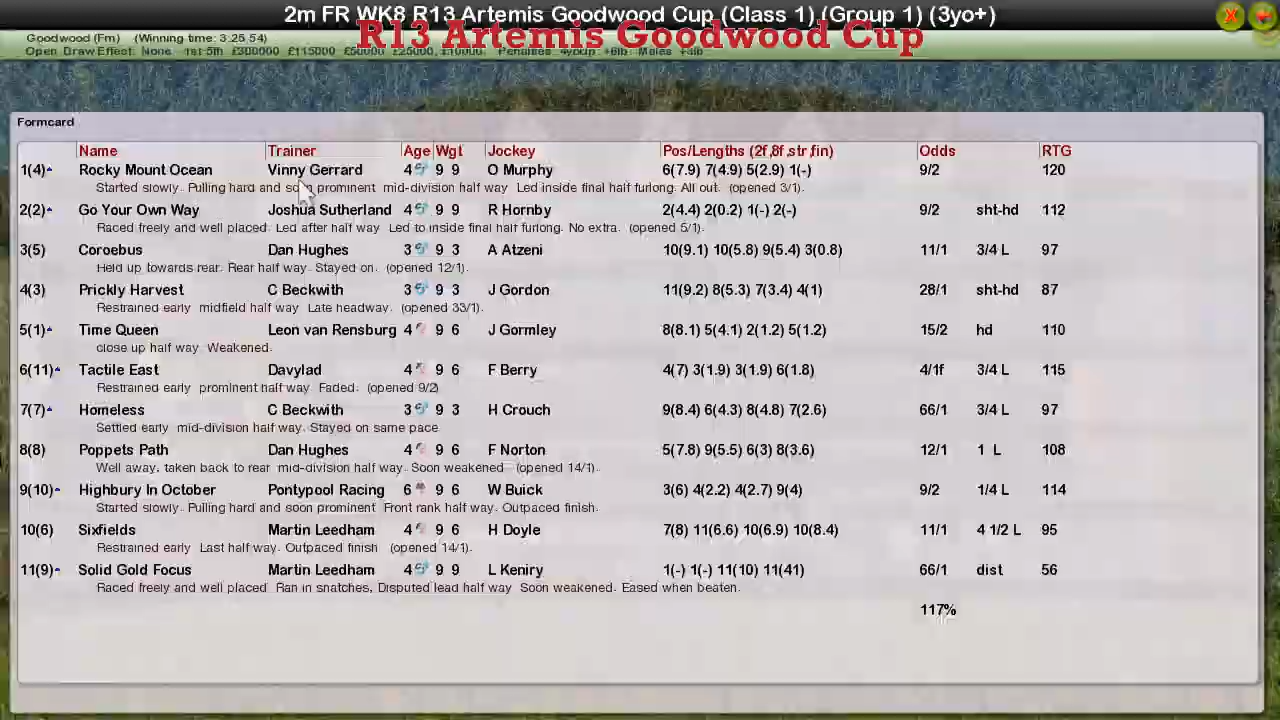 2m FR WK8 R13 Artemis Goodwood Cup (Class 1) (Group 1) (3yo+)
R13 Artemis Goodwood Cup
Goodwood (Fm) (Winning time: 3:25.54)
Open Draw Effect: None. 1st 5th £300000 £115000 £50000 £25000, £10000. Penalties 4youp +6lb Males +3lb
Formcard
Name Trainer Age Wgt Jockey Pos/Lengths (2f,8f,str,fin) Odds RTG
1(4) Rocky Mount Ocean Vinny Gerrard 4 9 9 O Murphy 6(7.9) 7(4.9) 5(2.9) 1(-) 9/2 120
Started slowly. Pulling hard and soon prominent mid-division half way Led inside final half furlong. All out. (opened 3/1).
2(2) Go Your Own Way Joshua Sutherland 4 9 9 R Hornby 2(4.4) 2(0.2) 1(-) 2(-) 9/2 sht-hd 112
Raced freely and well placed. Led after half way Led to inside final half furlong. No extra. (opened 5/1).
3(5) Coroebus Dan Hughes 3 9 3 A Atzeni 10(9.1) 10(5.8) 9(5.4) 3(0.8) 11/1 3/4 L 97
Held up towards rear. Rear half way. Stayed on. (opened 12/1).
4(3) Prickly Harvest C Beckwith 3 9 3 J Gordon 11(9.2) 8(5.3) 7(3.4) 4(1) 28/1 sht-hd 87
Restrained early midfield half way Late headway. (opened 33/1).
5(1) Time Queen Leon van Rensburg 4 9 6 J Gormley 8(8.1) 5(4.1) 2(1.2) 5(1.2) 15/2 hd 110
close up half way Weakened.
6(11) Tactile East Davylad 4 9 6 F Berry 4(7) 3(1.9) 3(1.9) 6(1.8) 4/1f 3/4 L 115
Restrained early prominent half way Faded. (opened 9/2)
7(7) Homeless C Beckwith 3 9 3 H Crouch 9(8.4) 6(4.3) 8(4.8) 7(2.6) 66/1 3/4 L 97
Settled early mid-division half way. Stayed on same pace
8(8) Poppets Path Dan Hughes 4 9 6 F Norton 5(7.8) 9(5.5) 6(3) 8(3.6) 12/1 1 L 108
Well away, taken back to rear mid-division half way. Soon weakened (opened 14/1).
9(10) Highbury In October Pontypool Racing 6 9 6 W Buick 3(6) 4(2.2) 4(2.7) 9(4) 9/2 1/4 L 114
Started slowly. Pulling hard and soon prominent Front rank half way. Outpaced finish.
10(6) Sixfields Martin Leedham 4 9 6 H Doyle 7(8) 11(6.6) 10(6.9) 10(8.4) 11/1 4 1/2 L 95
Restrained early Last half way. Outpaced finish (opened 14/1).
11(9) Solid Gold Focus Martin Leedham 4 9 9 L Keniry 1(-) 1(-) 11(10) 11(41) 66/1 dist 56
Raced freely and well placed Ran in snatches, Disputed lead half way Soon weakened. Eased when beaten.
117%